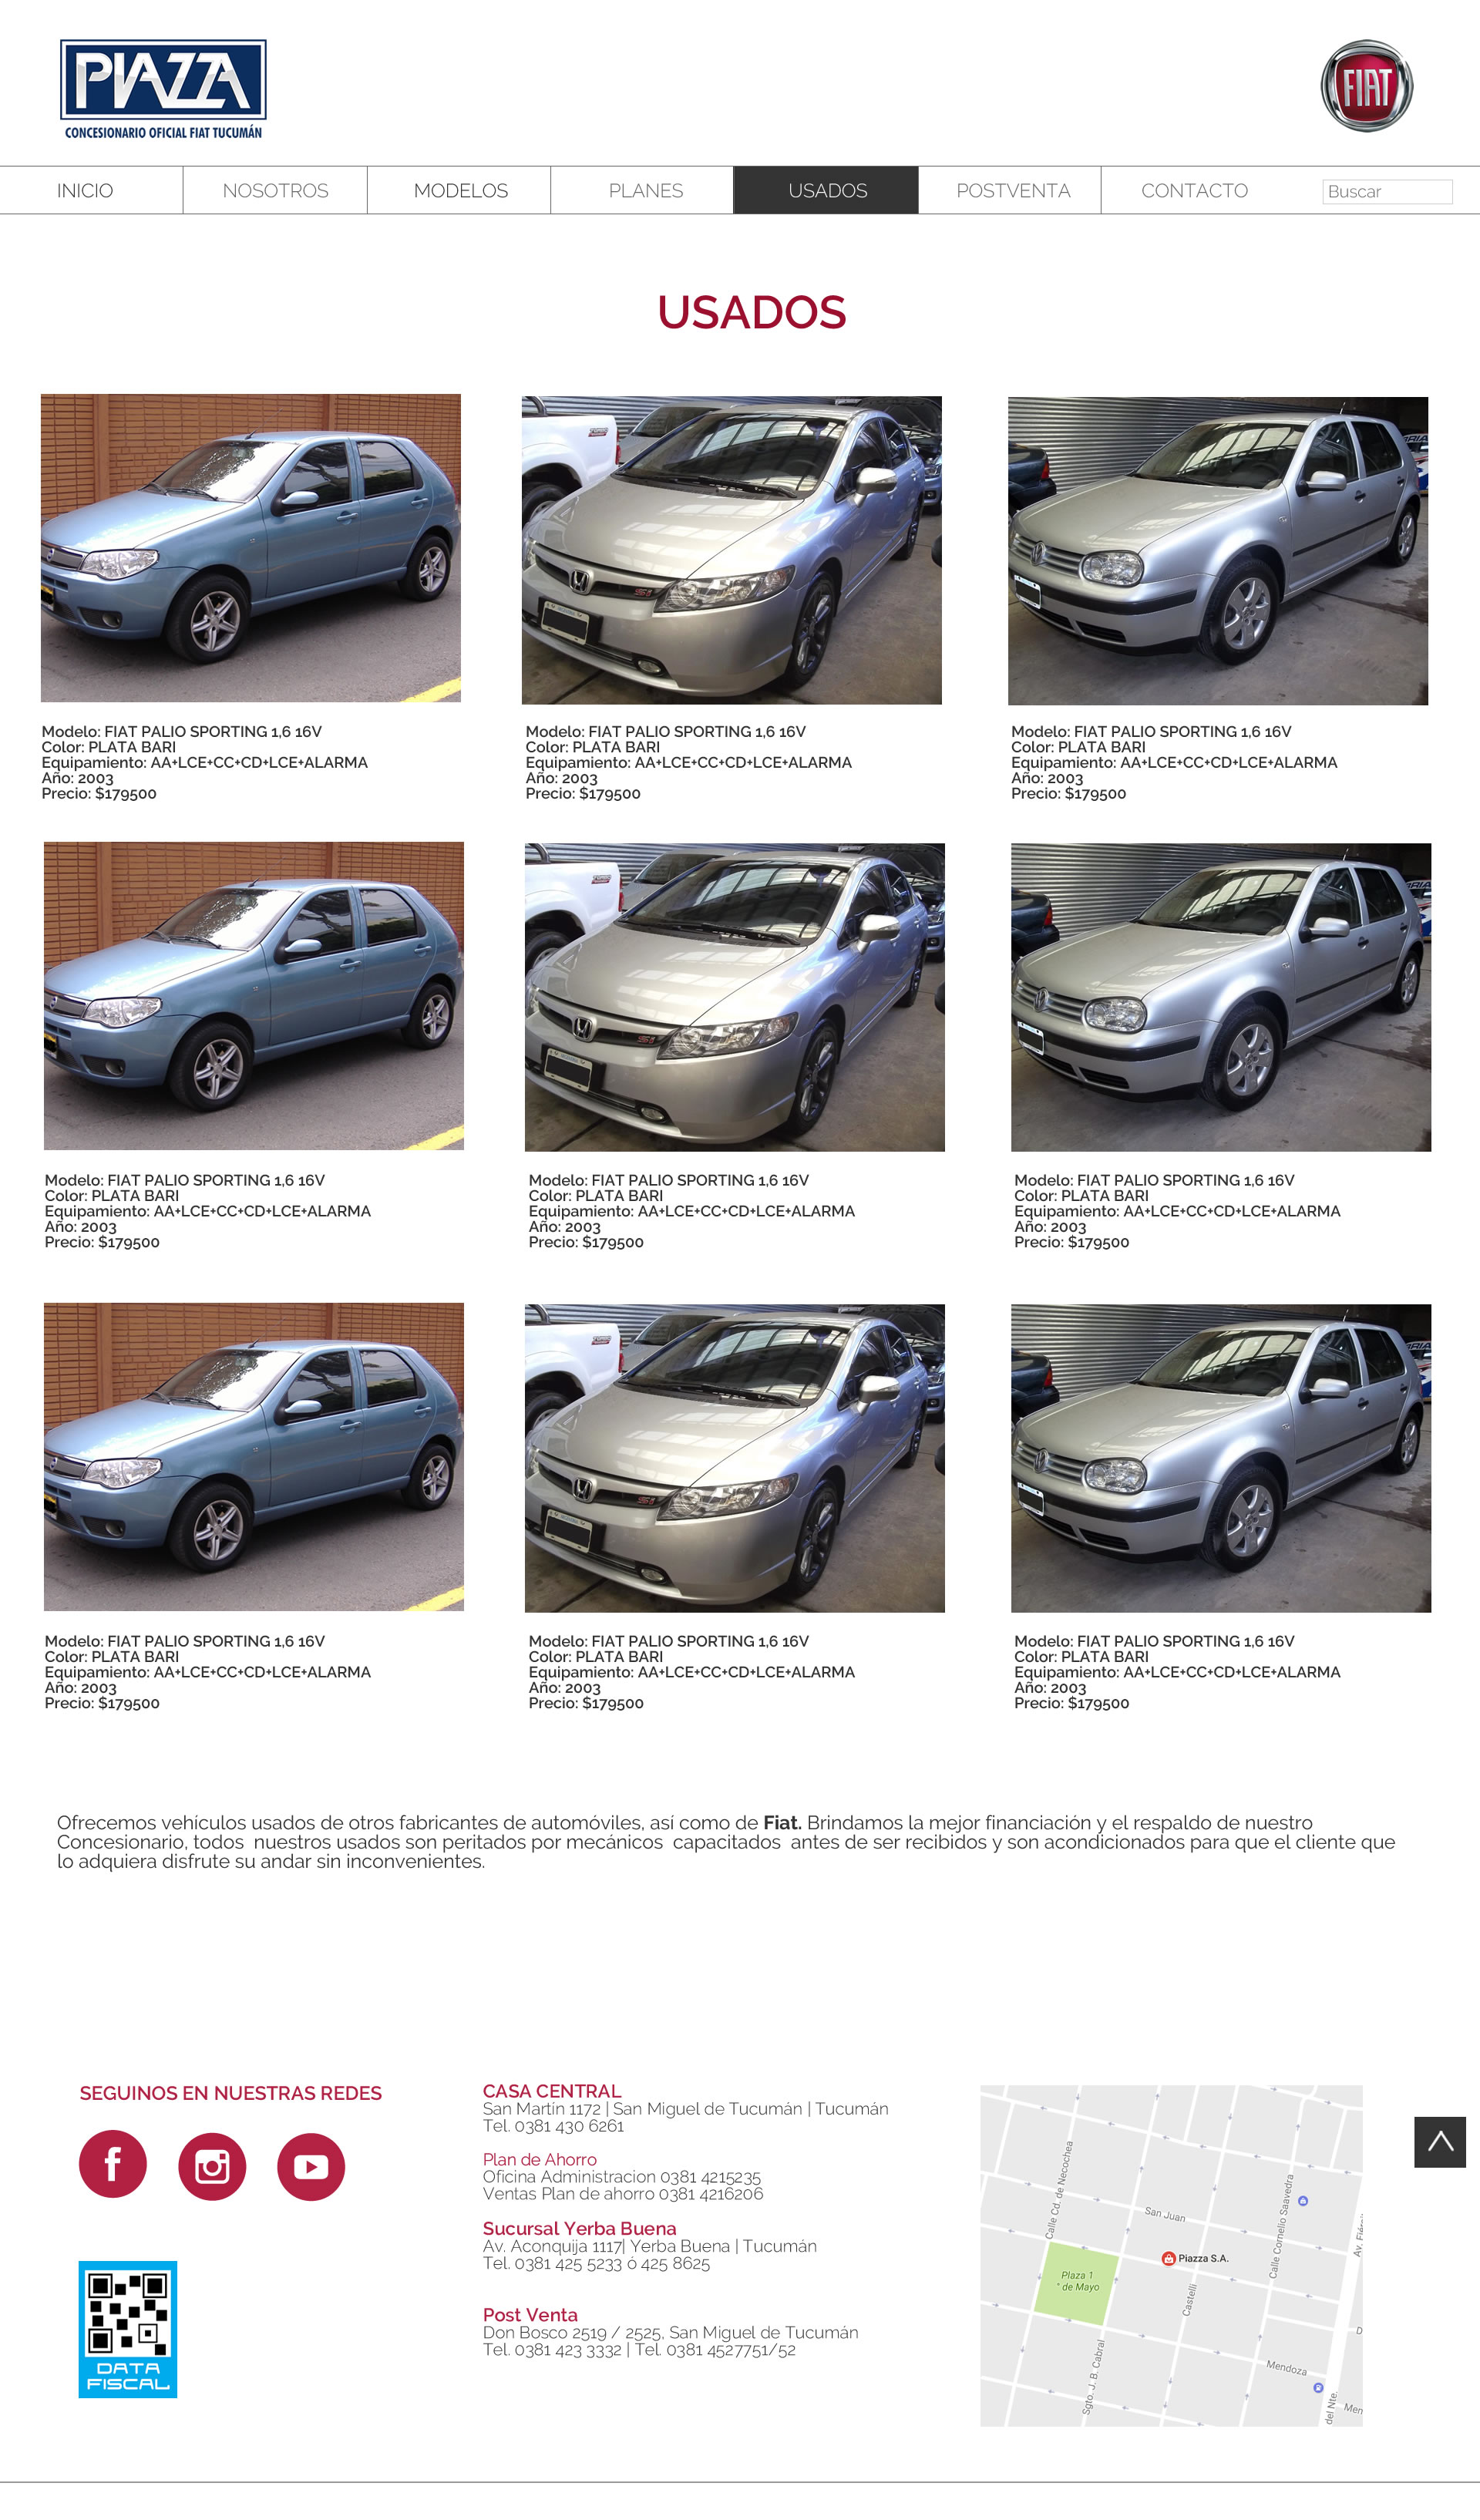 PIAZZA
CONCESIONARIO OFICIAL FIAT TUCUMÁN
FIAT
INICIO
NOSOTROS
MODELOS
PLANES
USADOS
POSTVENTA
CONTACTO
Buscar
USADOS
Modelo: FIAT PALIO SPORTING 1,6 16V
Color: PLATA BARI
Equipamiento: AA+LCE+CC+CD+LCE+ALARMA
Año: 2003
Precio: $179500
Modelo: FIAT PALIO SPORTING 1,6 16V
Color: PLATA BARI
Equipamiento: AA+LCE+CC+CD+LCE+ALARMA
Año: 2003
Precio: $179500
Modelo: FIAT PALIO SPORTING 1,6 16V
Color: PLATA BARI
Equipamiento: AA+LCE+CC+CD+LCE+ALARMA
Año: 2003
Precio: $179500
Modelo: FIAT PALIO SPORTING 1,6 16V
Color: PLATA BARI
Equipamiento: AA+LCE+CC+CD+LCE+ALARMA
Año: 2003
Precio: $179500
Modelo: FIAT PALIO SPORTING 1,6 16V
Color: PLATA BARI
Equipamiento: AA+LCE+CC+CD+LCE+ALARMA
Año: 2003
Precio: $179500
Modelo: FIAT PALIO SPORTING 1,6 16V
Color: PLATA BARI
Equipamiento: AA+LCE+CC+CD+LCE+ALARMA
Año: 2003
Precio: $179500
Modelo: FIAT PALIO SPORTING 1,6 16V
Color: PLATA BARI
Equipamiento: AA+LCE+CC+CD+LCE+ALARMA
Año: 2003
Precio: $179500
Modelo: FIAT PALIO SPORTING 1,6 16V
Color: PLATA BARI
Equipamiento: AA+LCE+CC+CD+LCE+ALARMA
Año: 2003
Precio: $179500
Modelo: FIAT PALIO SPORTING 1,6 16V
Color: PLATA BARI
Equipamiento: AA+LCE+CC+CD+LCE+ALARMA
Año: 2003
Precio: $179500
Ofrecemos vehículos usados de otros fabricantes de automóviles, así como de Fiat. Brindamos la mejor financiación y el respaldo de nuestro
Concesionario, todos nuestros usados son peritados por mecánicos capacitados antes de ser recibidos y son acondicionados para que el cliente que
lo adquiera disfrute su andar sin inconvenientes.
SEGUINOS EN NUESTRAS REDES
DATA
FISCAL
CASA CENTRAL
San Martín 1172 | San Miguel de Tucumán | Tucumán
Tel. 0381 430 6261
Plan de Ahorro
Oficina Administracion 0381 4215235
Ventas Plan de ahorro 0381 4216206
Sucursal Yerba Buena
Av. Aconquija 1117| Yerba Buena | Tucumán
Tel. 0381 425 5233 ó 425 8625
Post Venta
Don Bosco 2519 / 2525, San Miguel de Tucumán
Tel. 0381 423 3332 | Tel. 0381 4527751/52
Calle Cd. de Necochea
San Juan
Calle Cornelio Saavedra
Piazza S.A.
Plaza 1
° de Mayo
Castelli
Sgto. J. B. Cabral
Mendoza
D
del Nte.
Men